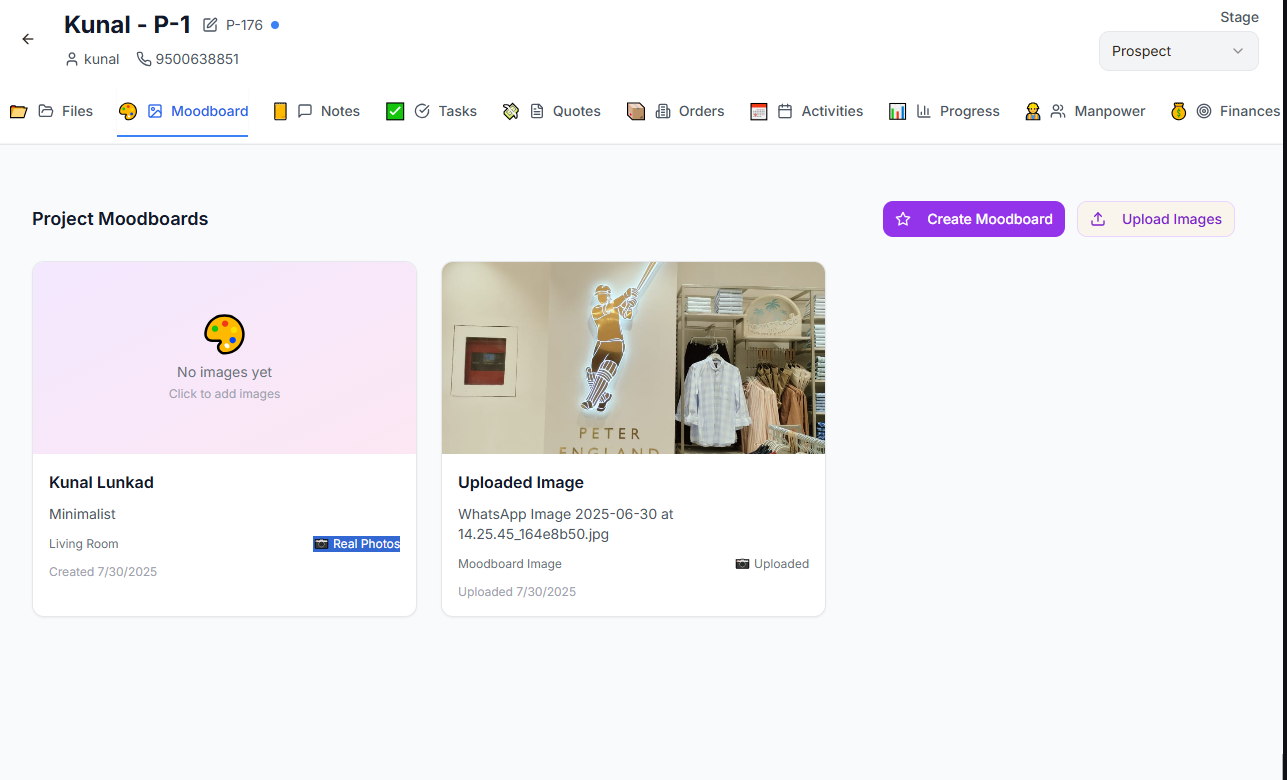 Kunal - P-1
P-176
kunal
9500638851
Stage
Prospect
Files
Moodboard
Notes
Tasks
Quotes
Orders
Activities
Progress
Manpower
Finances
Project Moodboards
Create Moodboard
Upload Images
No images yet
Click to add images
PETER
ENGLAND
Kunal Lunkad
Minimalist
Living Room
Real Photos
Created 7/30/2025
Uploaded Image
WhatsApp Image 2025-06-30 at
14.25.45_164e8b50.jpg
Moodboard Image
Uploaded
Uploaded 7/30/2025